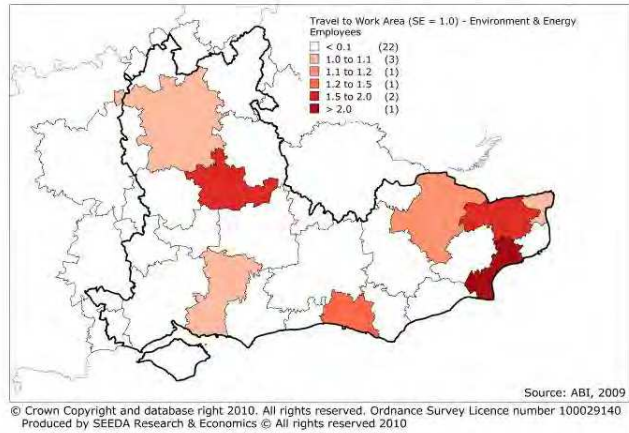 Travel to Work Area (SE = 1.0) - Environment & Energy
Employees
< 0.1 (22)
1.0 to 1.1 (3)
1.1 to 1.2 (1)
1.2 to 1.5 (1)
1.5 to 2.0 (2)
> 2.0 (1)
Source: ABI, 2009
© Crown Copyright and database right 2010. All rights reserved. Ordnance Survey Licence number 100029140
Produced by SEEDA Research & Economics © All rights reserved 2010